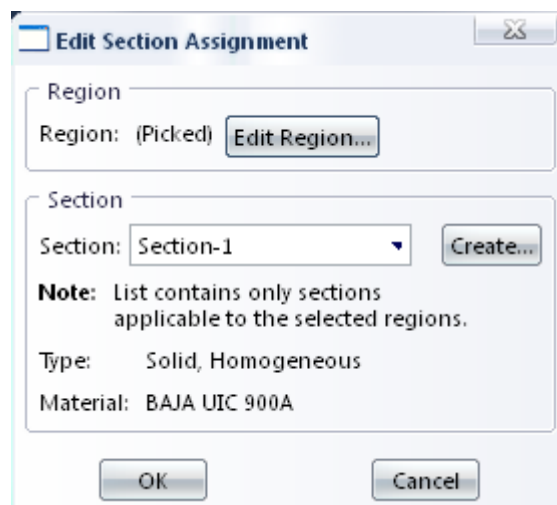 Edit Section Assignment
Region
Region: (Picked) Edit Region...
Section
Section: Section-1 Create...
Note: List contains only sections
applicable to the selected regions.
Type: Solid, Homogeneous
Material: BAJA UIC 900A
OK Cancel